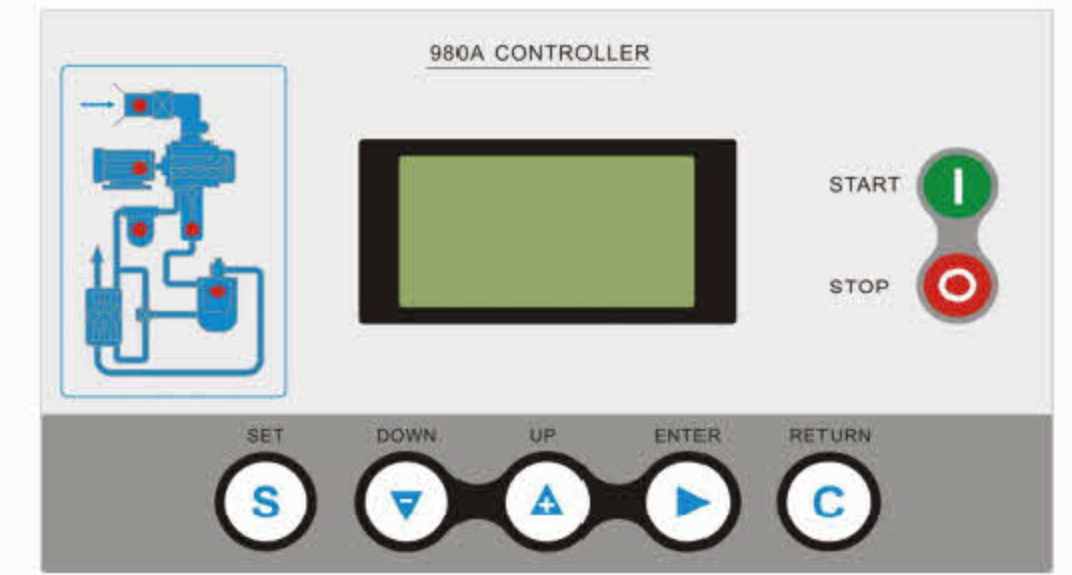 980A CONTROLLER
START
I
STOP
O
SET
DOWN
UP
ENTER
RETURN
S
-
+
C